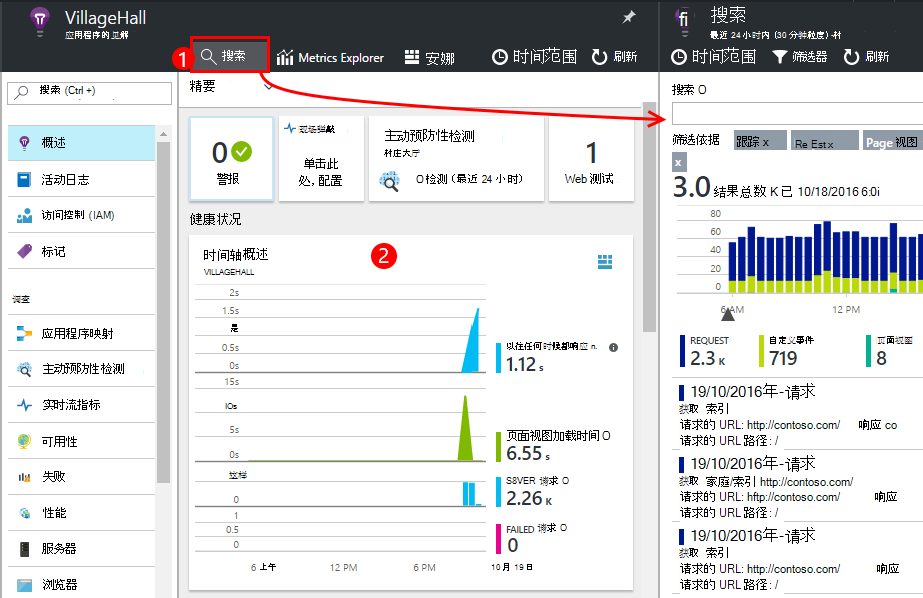 VillageHall
应用程序的见解
1
搜索
Metrics Explorer
安娜
时间范围
刷新
搜索 (Ctrl +)
概述
活动日志
访问控制 (IAM)
标记
调查
应用程序映射
主动预防性检测
实时流指标
可用性
失败
性能
服务器
浏览器
精要
0
警报
现场弹敲
单击此
处, 配置
主动预防性检测
村庄大厅
O 检测 (最近 24 小时)
1
Web 测试
健康状况
时间轴概述
VILLAGEHALL
2
2s
1.5s
是
0.5s
0s
以往任何时候都响应 n.
1.12 s
15s
IOs
5s
0s
页面视图加载时间 O
6.55 s
这样
0
S8VER 请求 O
2.26 K
1
0.5
0
FAILED 请求 O
0
6 上午
12 PM
6 PM
10 月 19 日
fi
搜索
最近 24 小时内 (30 分钟粒度) -村
时间范围
筛选器
刷新
搜索 O
筛选依据
跟踪 x
Re Est x
Page 视图
x
3.0 结果总数 K 已 10/18/2016 6:0i
80
60
40
20
0
6 AM
12 PM
REQUEST
2.3 K
自定义事件
719
页面视图
8
19/10/2016年-请求
获取 索引
请求的 URL: http://contoso.com/ 响应 co
请求的 URL 路径: /
19/10/2016年-请求
获取 家庭/索引 http://contoso.com/
请求的 URL: http://contoso.com/ 响应
请求的 URL 路径: /
19/10/2016年-请求
获取 索引
请求的 URL: http://contoso.com/ 响应
请求的 URL 路径: /